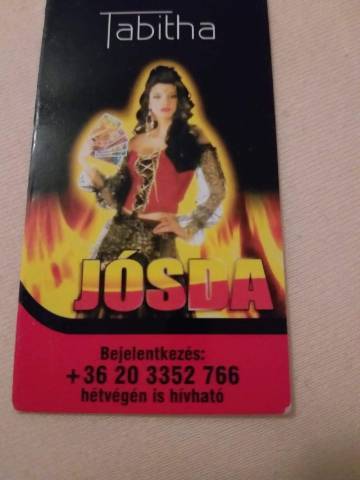 Tabitha
JÓSDA
Bejelentkezés:
+36 20 3352 766
hétvégén is hívható